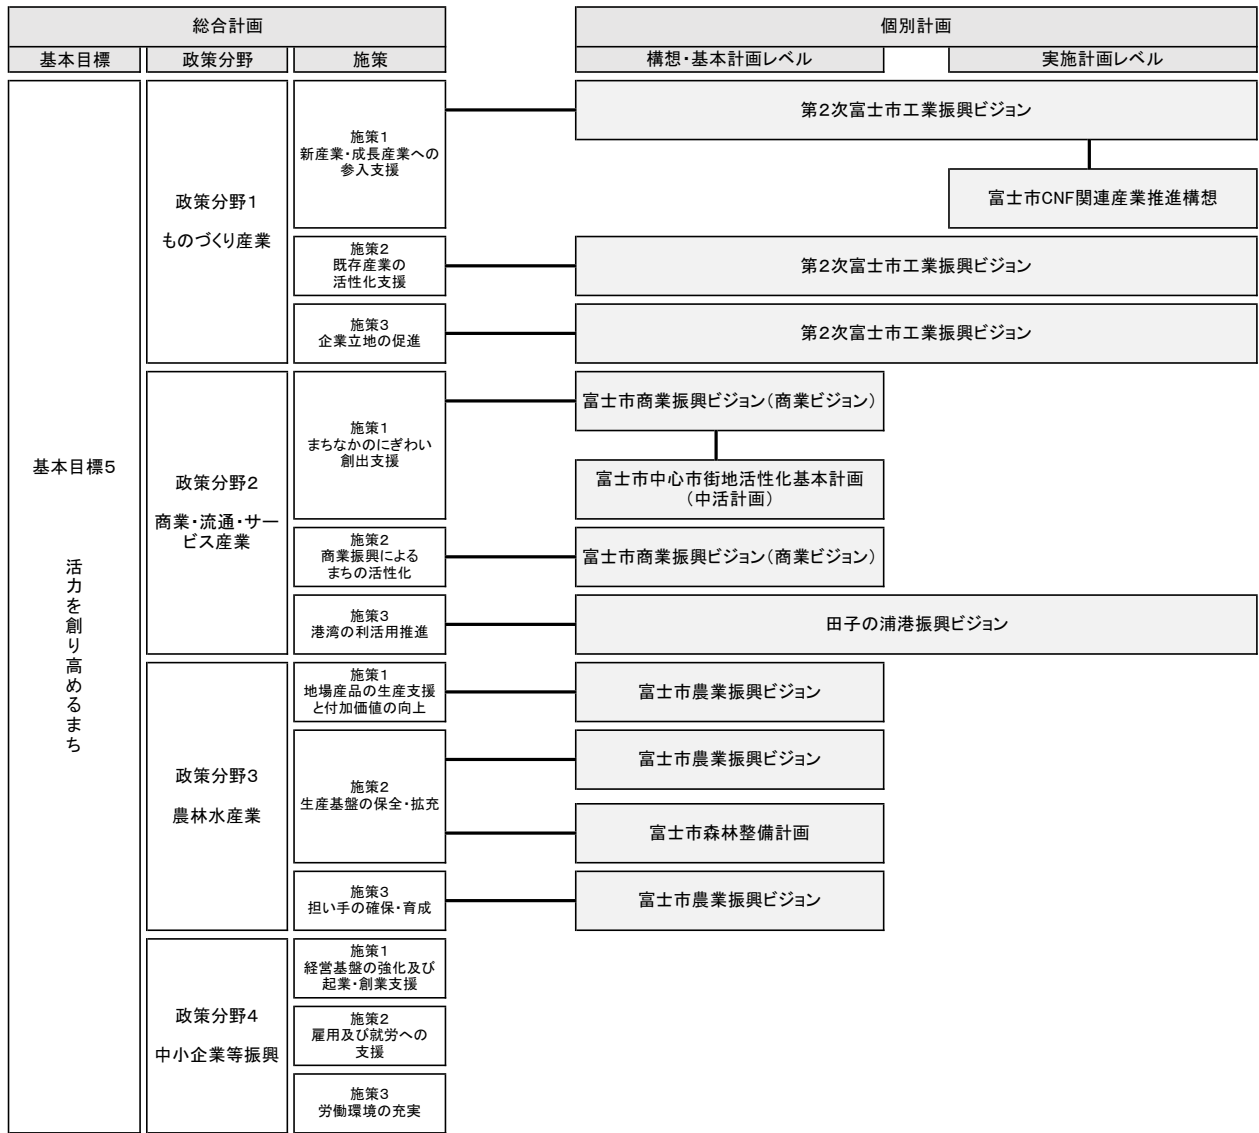 総合計画
個別計画
基本目標
政策分野
施策
構想・基本計画レベル
実施計画レベル
基本目標5
活力を創り高めるまち
政策分野1
ものづくり産業
施策1
新産業・成長産業への
参入支援
第2次富士市工業振興ビジョン
富士市CNF関連産業推進構想
施策2
既存産業の
活性化支援
第2次富士市工業振興ビジョン
施策3
企業立地の促進
第2次富士市工業振興ビジョン
政策分野2
商業・流通・サー
ビス産業
施策1
まちなかのにぎわい
創出支援
富士市商業振興ビジョン(商業ビジョン)
富士市中心市街地活性化基本計画
(中活計画)
施策2
商業振興による
まちの活性化
富士市商業振興ビジョン(商業ビジョン)
施策3
港湾の利活用推進
田子の浦港振興ビジョン
政策分野3
農林水産業
施策1
地場産品の生産支援
と付加価値の向上
富士市農業振興ビジョン
施策2
生産基盤の保全・拡充
富士市農業振興ビジョン
富士市森林整備計画
施策3
担い手の確保・育成
富士市農業振興ビジョン
政策分野4
中小企業等振興
施策1
経営基盤の強化及び
起業・創業支援
施策2
雇用及び就労への
支援
施策3
労働環境の充実